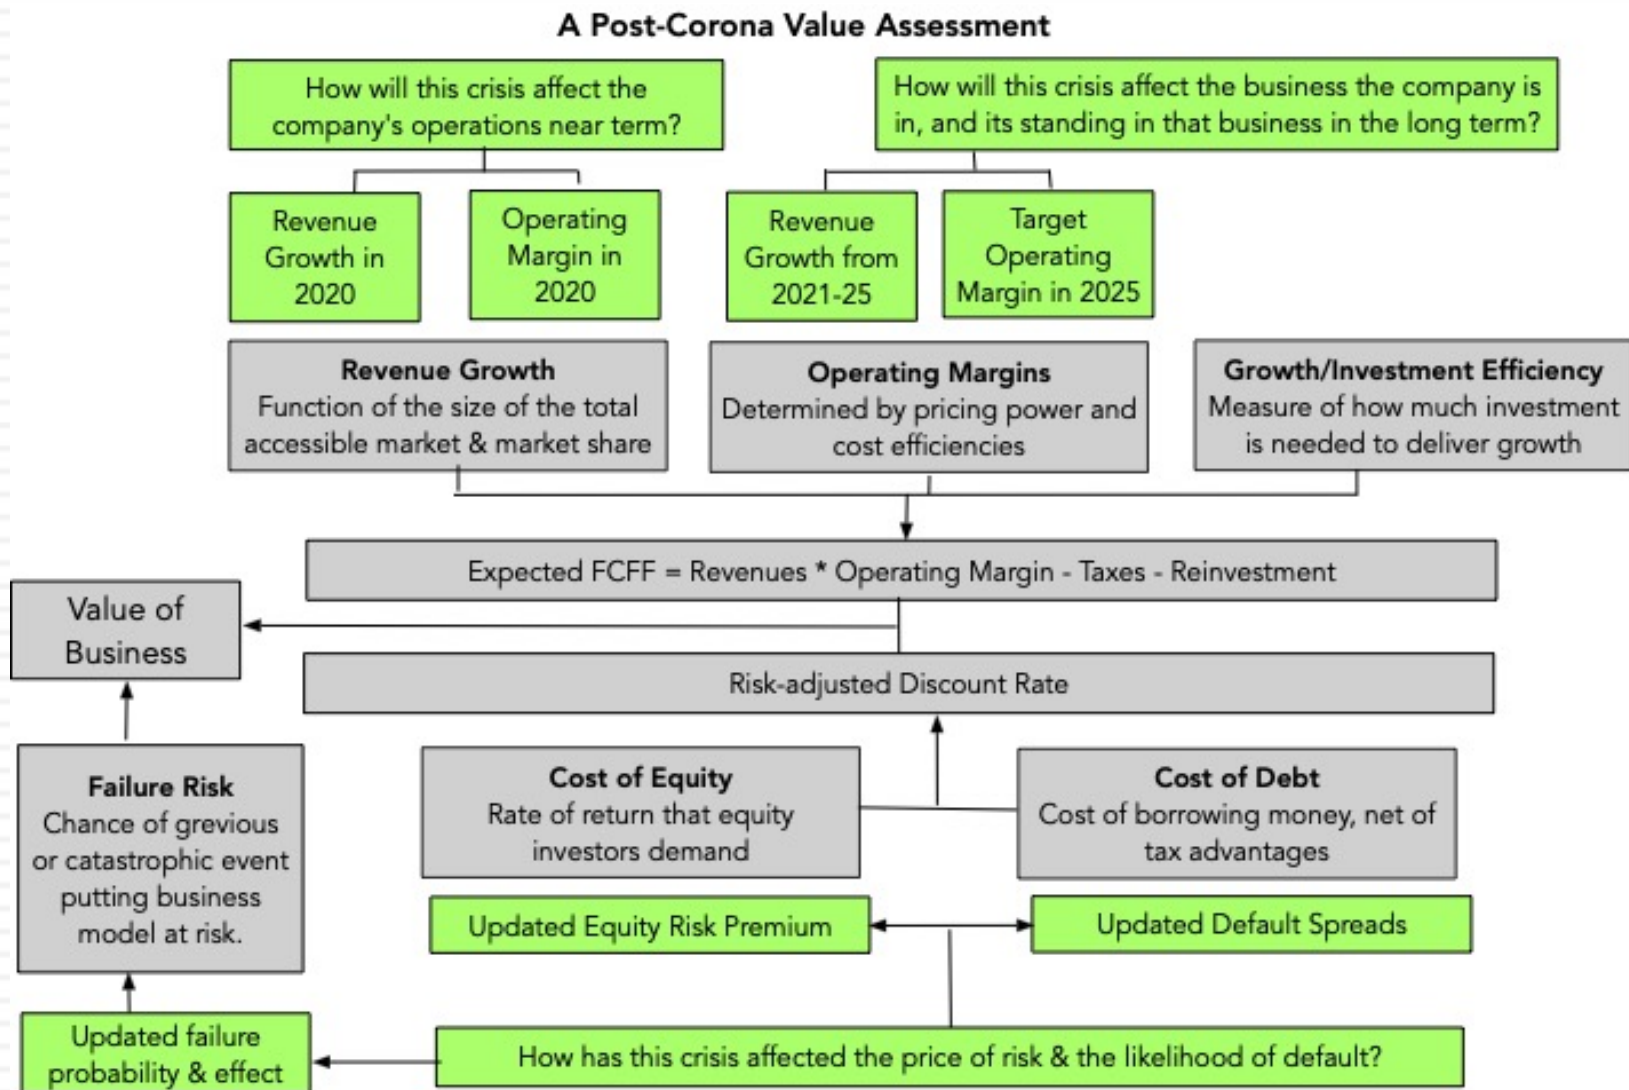 A Post-Corona Value Assessment
How will this crisis affect the
company's operations near term?
How will this crisis affect the business the company is
in, and its standing in that business in the long term?
Revenue
Growth in
2020
Operating
Margin in
2020
Revenue
Growth from
2021-25
Target
Operating
Margin in 2025
Revenue Growth
Function of the size of the total
accessible market & market share
Operating Margins
Determined by pricing power and
cost efficiencies
Growth/Investment Efficiency
Measure of how much investment
is needed to deliver growth
Expected FCFF = Revenues * Operating Margin - Taxes - Reinvestment
Value of
Business
Risk-adjusted Discount Rate
Failure Risk
Chance of grevious
or catastrophic event
putting business
model at risk.
Cost of Equity
Rate of return that equity
investors demand
Cost of Debt
Cost of borrowing money, net of
tax advantages
Updated Equity Risk Premium
Updated Default Spreads
Updated failure
probability & effect
How has this crisis affected the price of risk & the likelihood of default?